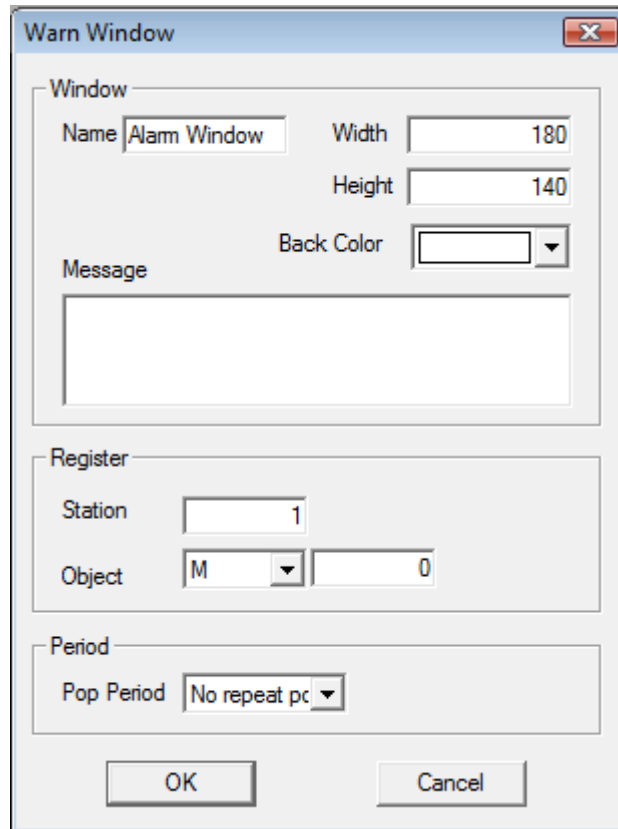 Warn Window
Window
Name Alarm Window Width 180
Height 140
Back Color
Message
Register
Station 1
Object M 0
Period
Pop Period No repeat
OK Cancel